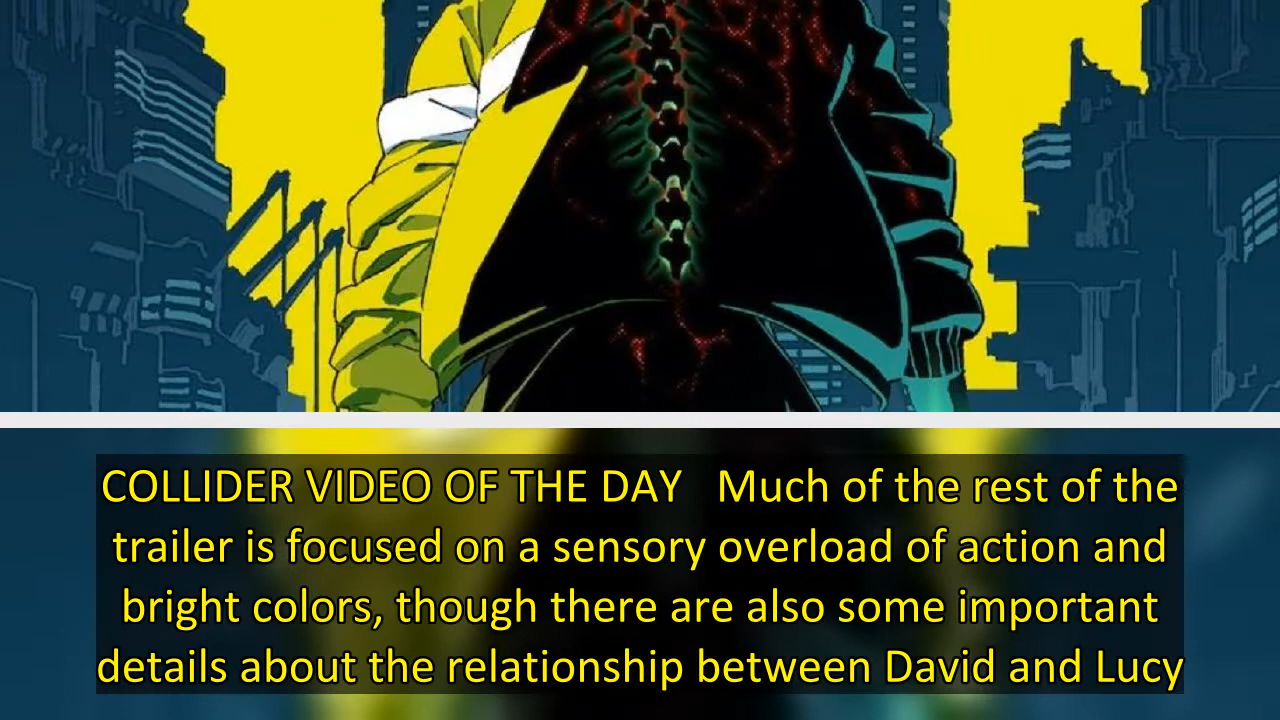 COLLIDER VIDEO OF THE DAY   Much of the rest of the
trailer is focused on a sensory overload of action and
bright colors, though there are also some important
details about the relationship between David and Lucy